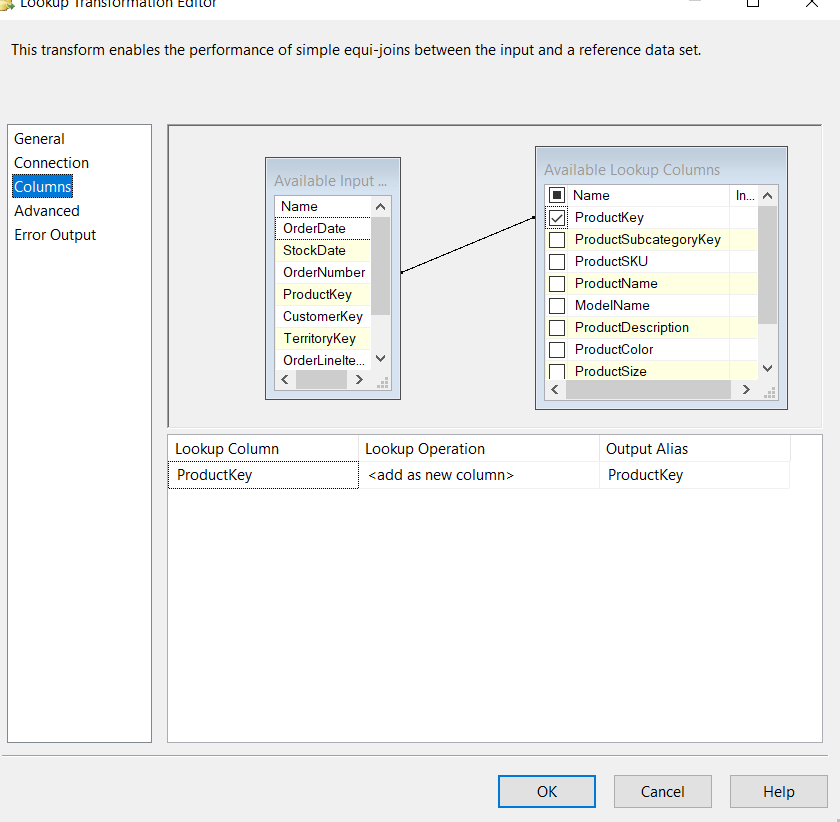 Lookup Transformation Editor
This transform enables the performance of simple equi-joins between the input and a reference data set.
General
Connection
Columns
Advanced
Error Output
Available Input ...
Name
OrderDate
StockDate
OrderNumber
ProductKey
CustomerKey
TerritoryKey
OrderLineIte...
Available Lookup Columns
Name In...
ProductKey
ProductSubcategoryKey
ProductSKU
ProductName
ModelName
ProductDescription
ProductColor
ProductSize
Lookup Column Lookup Operation Output Alias
ProductKey <add as new column> ProductKey
OK Cancel Help